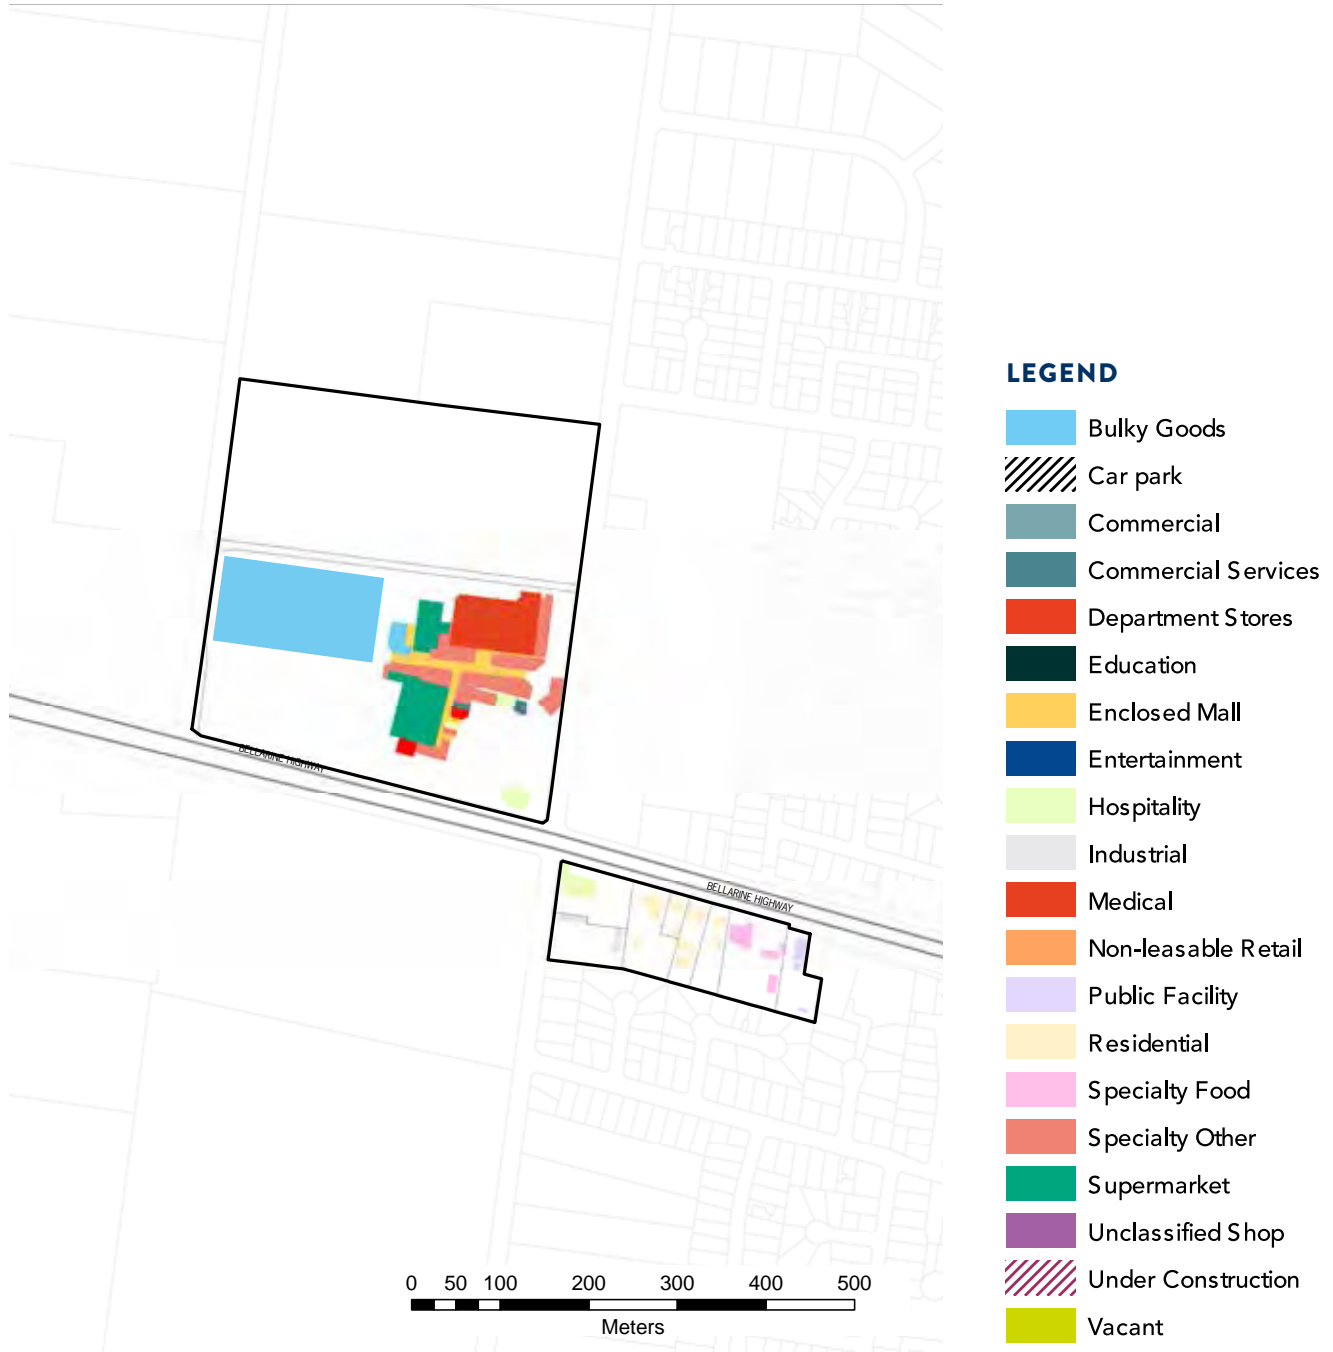 LEGEND
Bulky Goods
Car park
Commercial
Commercial Services
Department Stores
Education
Enclosed Mall
Entertainment
Hospitality
Industrial
Medical
Non-leasable Retail
Public Facility
Residential
Specialty Food
Specialty Other
Supermarket
Unclassified Shop
Under Construction
Vacant
BELLARINE HIGHWAY
BELLARINE HIGHWAY
0 50 100 200 300 400 500
Meters